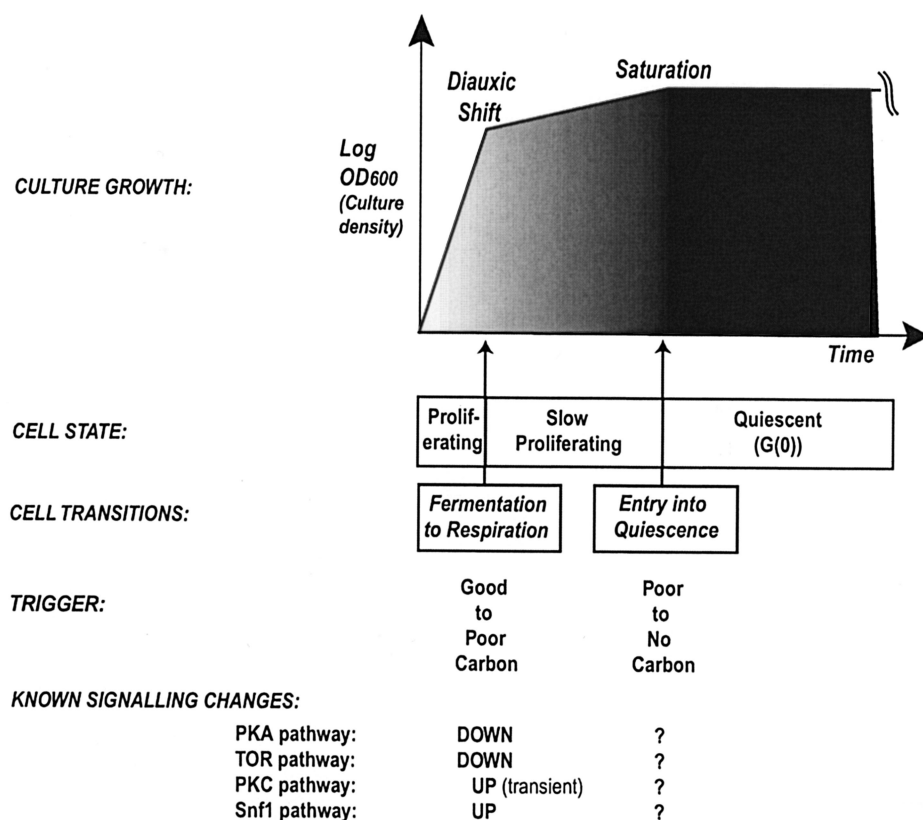 Saturation
Diauxic
Shift
Log
OD600
(Culture
density)
CULTURE GROWTH:
Time
CELL STATE:
Prolif-
erating
Slow
Proliferating
Quiescent
(G(0))
CELL TRANSITIONS:
Fermentation
to Respiration
Entry into
Quiescence
TRIGGER:
Good
to
Poor
Carbon
Poor
to
No
Carbon
KNOWN SIGNALLING CHANGES:
PKA pathway: DOWN ?
TOR pathway: DOWN ?
PKC pathway: UP (transient) ?
Snf1 pathway: UP ?